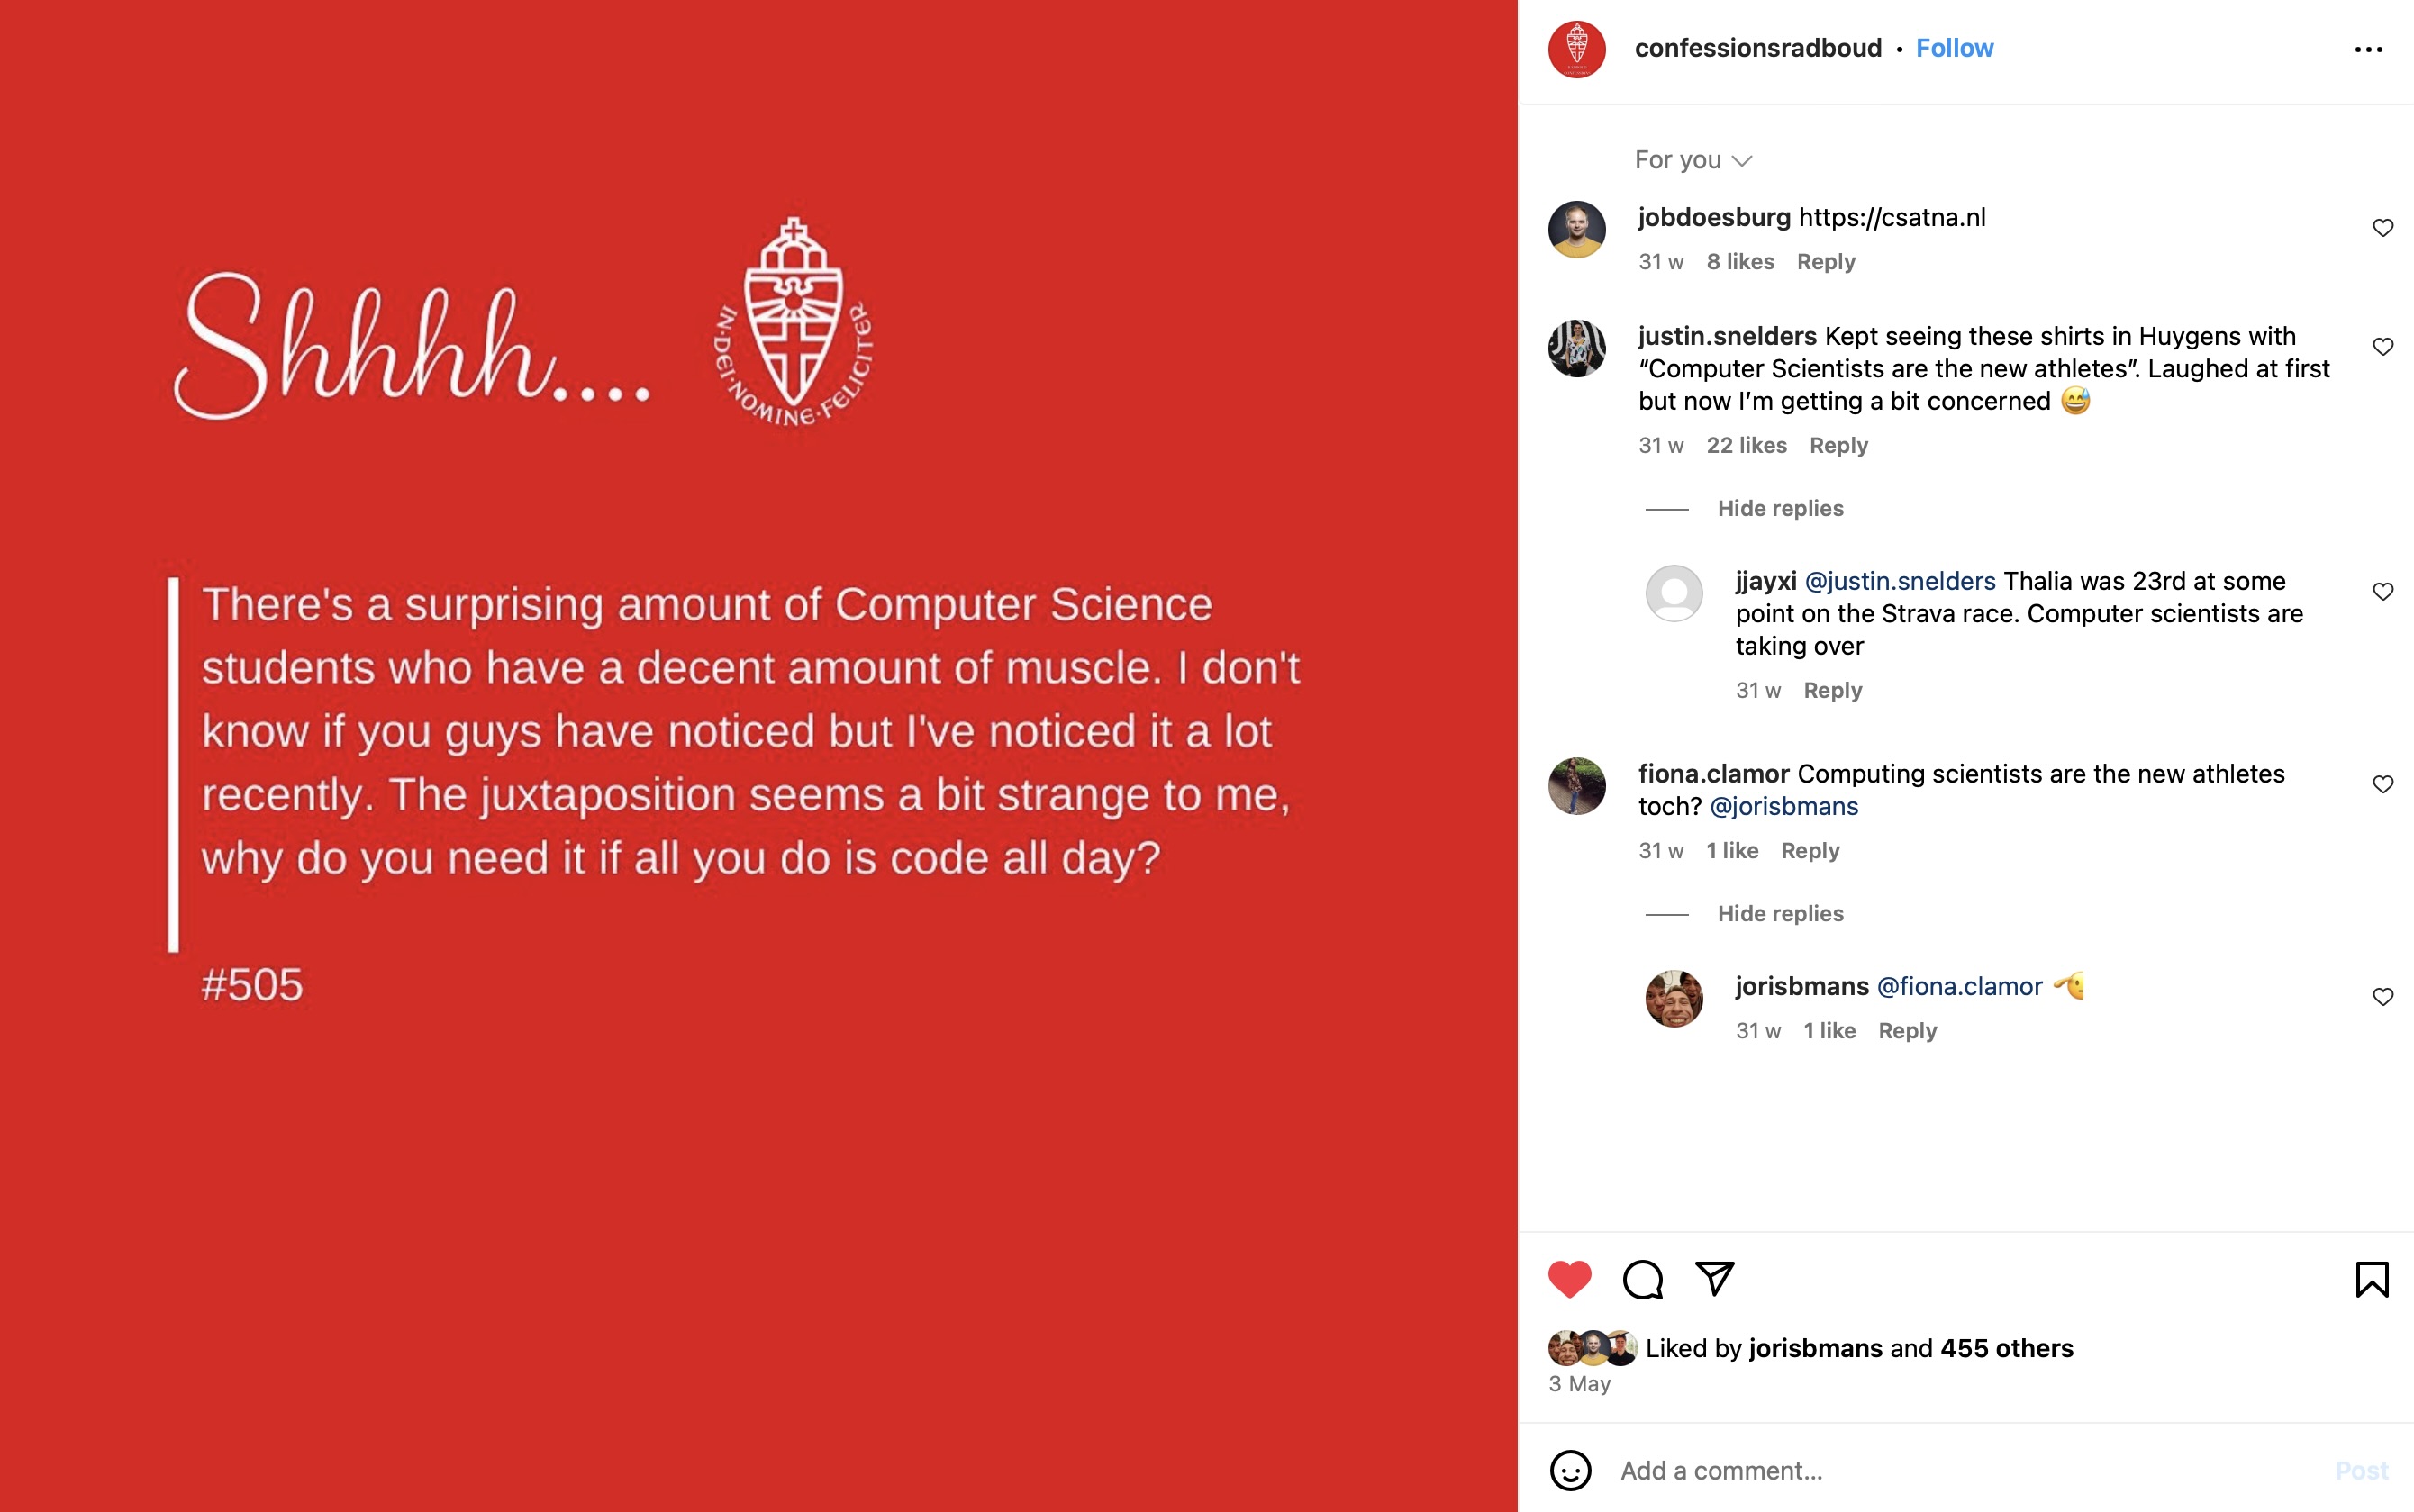 Shhhh....
IN·DEI·NOMINE·FELICITER
There's a surprising amount of Computer Science
students who have a decent amount of muscle. I don't
know if you guys have noticed but I've noticed it a lot
recently. The juxtaposition seems a bit strange to me,
why do you need it if all you do is code all day?
#505
confessionsradboud • Follow
For you
jobdoesburg https://csatna.nl
31 w 8 likes Reply
justin.snelders Kept seeing these shirts in Huygens with
“Computer Scientists are the new athletes”. Laughed at first
but now I’m getting a bit concerned 😅
31 w 22 likes Reply
Hide replies
jjayxi @justin.snelders Thalia was 23rd at some
point on the Strava race. Computer scientists are
taking over
31 w Reply
fiona.clamor Computing scientists are the new athletes
toch? @jorisbmans
31 w 1 like Reply
Hide replies
jorisbmans @fiona.clamor 🫡
31 w 1 like Reply
Liked by jorisbmans and 455 others
3 May
Add a comment...
Post